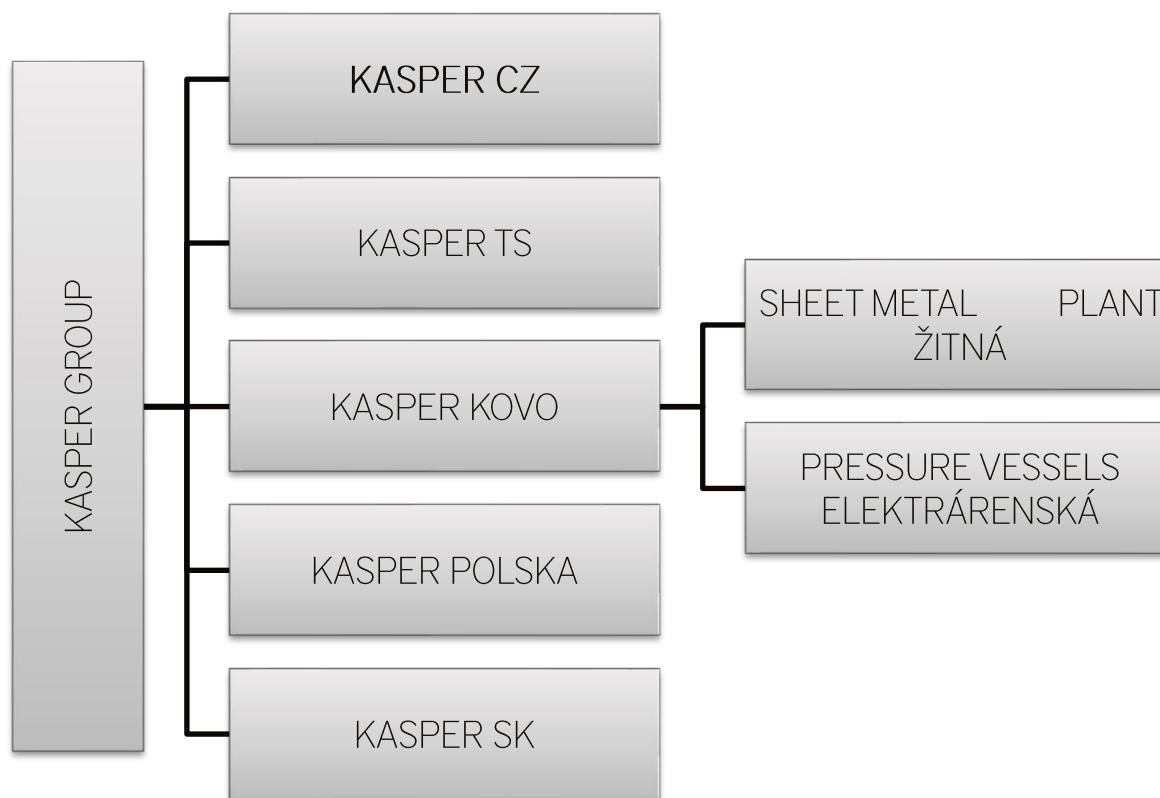 KASPER GROUP
KASPER CZ
KASPER TS
KASPER KOVO
KASPER POLSKA
KASPER SK
SHEET METAL PLANT
ŽITNÁ
PRESSURE VESSELS
ELEKTRÁRENSKÁ